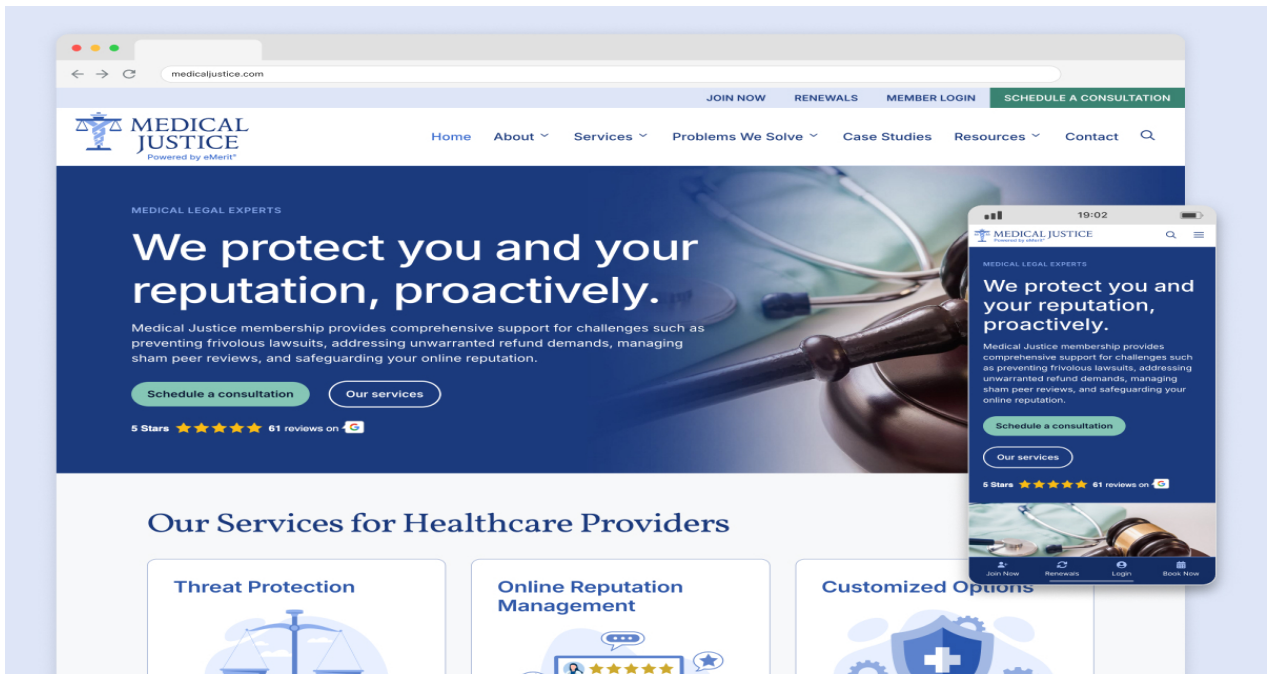 medicaljustice.com
JOIN NOW RENEWALS MEMBER LOGIN SCHEDULE A CONSULTATION
MEDICAL
JUSTICE
Powered by eMerit®
Home About Services Problems We Solve Case Studies Resources Contact
MEDICAL LEGAL EXPERTS
We protect you and your
reputation, proactively.
Medical Justice membership provides comprehensive support for challenges such as
preventing frivolous lawsuits, addressing unwarranted refund demands, managing
sham peer reviews, and safeguarding your online reputation.
Schedule a consultation Our services
5 Stars 61 reviews on G
Our Services for Healthcare Providers
Threat Protection
Online Reputation
Management
Customized Options
19:02
MEDICAL JUSTICE
Powered by eMerit®
MEDICAL LEGAL EXPERTS
We protect you and
your reputation,
proactively.
Medical Justice membership provides
comprehensive support for challenges such
as preventing frivolous lawsuits, addressing
unwarranted refund demands, managing
sham peer reviews, and safeguarding your
online reputation.
Schedule a consultation
Our services
5 Stars 61 reviews on G
Join Now Renewals Login Book Now